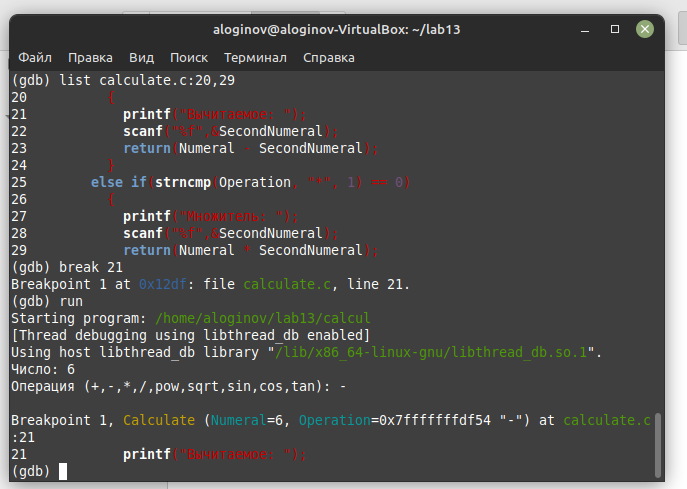 aloginov@aloginov-VirtualBox: ~/lab13
Файл Правка Вид Поиск Терминал Справка
(gdb) list calculate.c:20,29
20 {
21 printf("Вычитаемое: ");
22 scanf("%f",&SecondNumeral);
23 return(Numeral - SecondNumeral);
24 }
25 else if(strncmp(Operation, "*", 1) == 0)
26 {
27 printf("Множитель: ");
28 scanf("%f",&SecondNumeral);
29 return(Numeral * SecondNumeral);
(gdb) break 21
Breakpoint 1 at 0x12df: file calculate.c, line 21.
(gdb) run
Starting program: /home/aloginov/lab13/calcul
[Thread debugging using libthread_db enabled]
Using host libthread_db library "/lib/x86_64-linux-gnu/libthread_db.so.1".
Число: 6
Операция (+,-,*,/,pow,sqrt,sin,cos,tan): -
Breakpoint 1, Calculate (Numeral=6, Operation=0x7fffffffdf54 "-") at calculate.c
:21
21 printf("Вычитаемое: ");
(gdb)